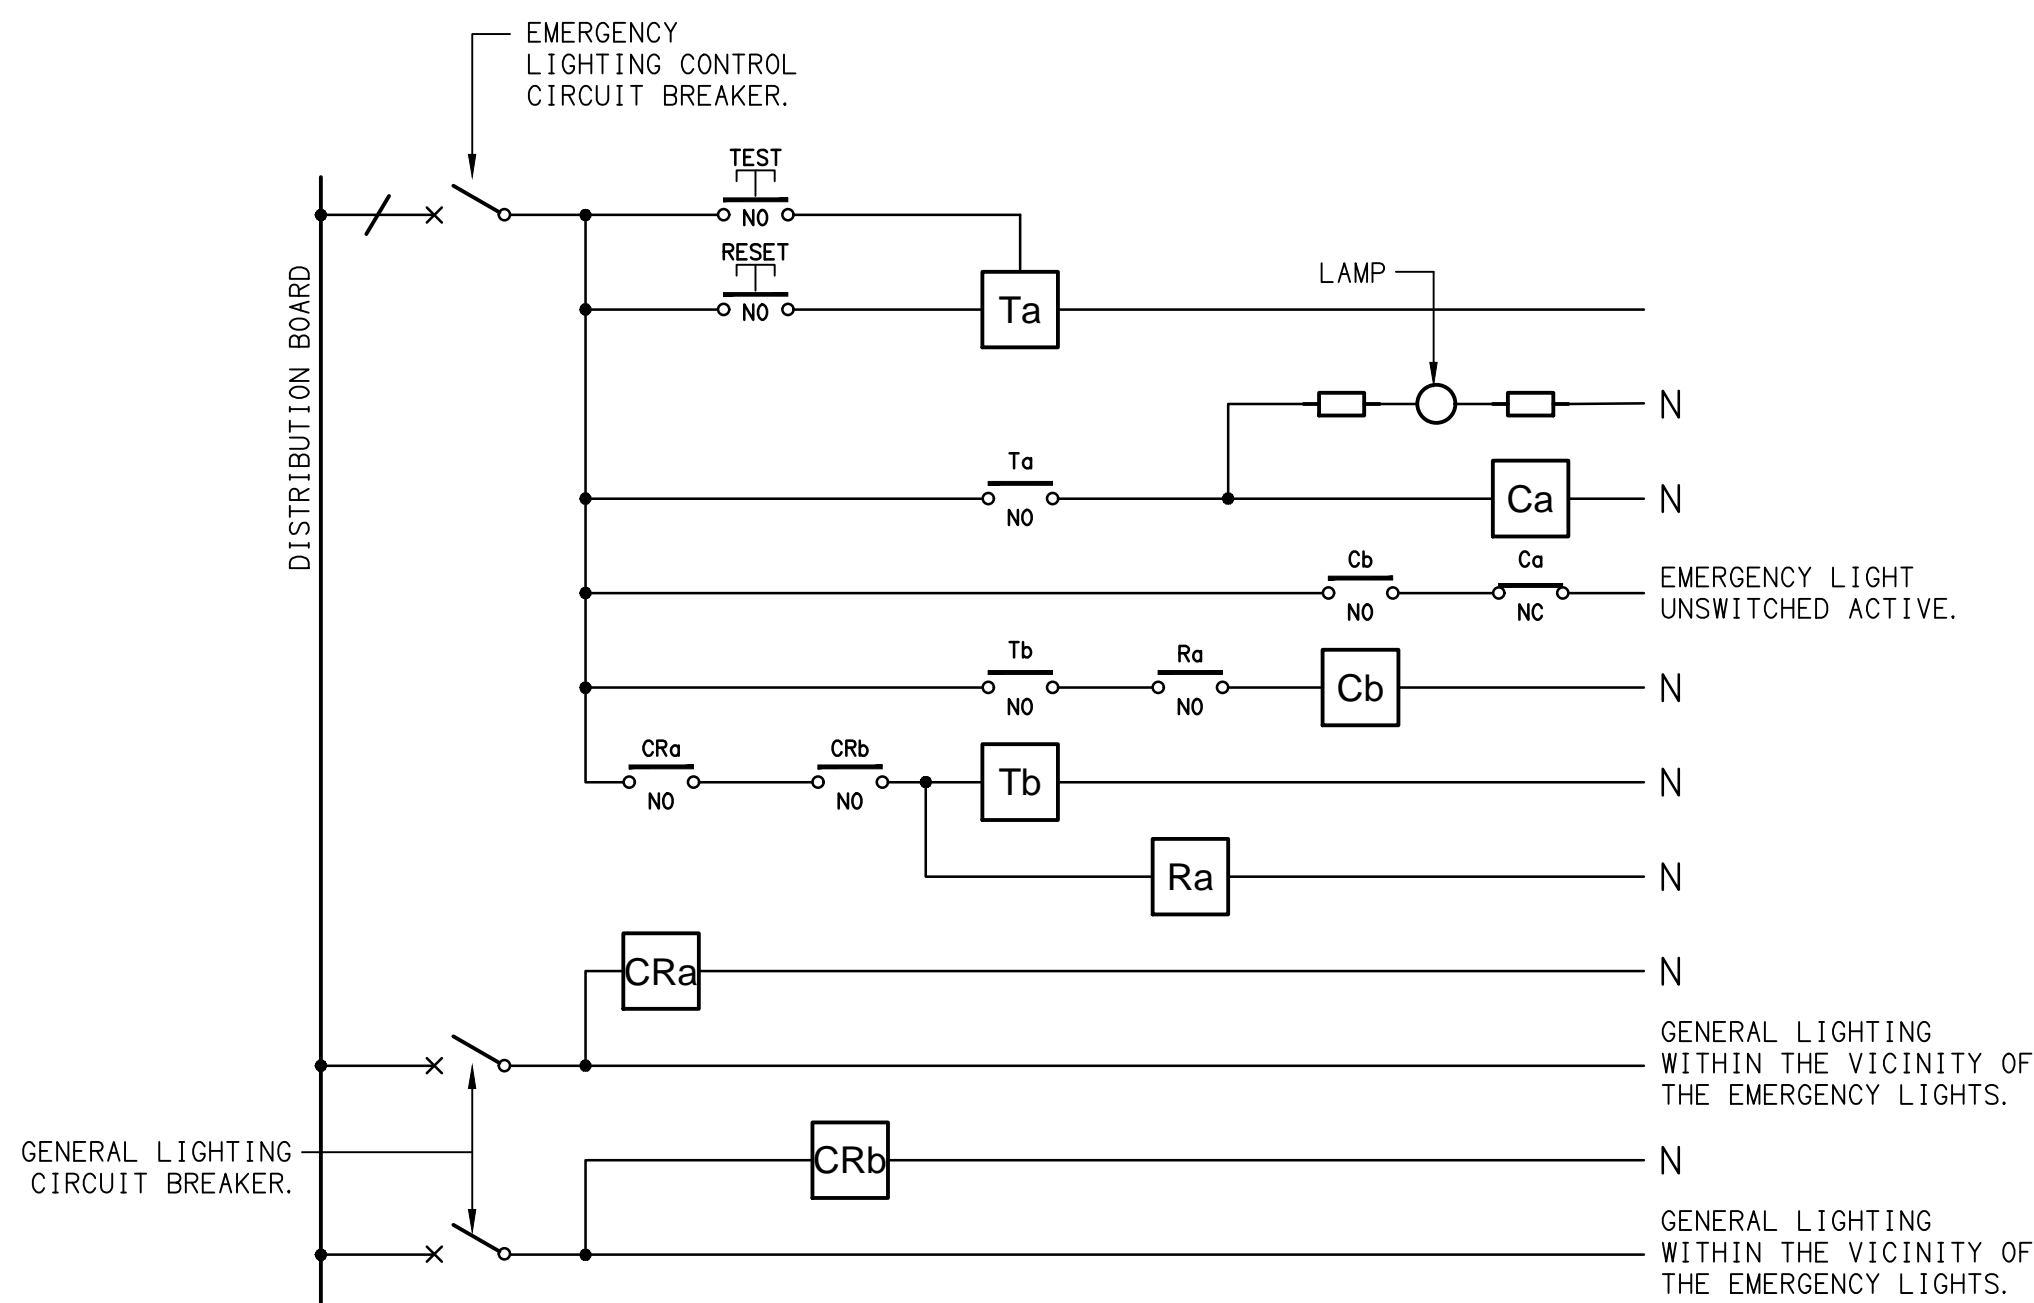 EMERGENCY
LIGHTING CONTROL
CIRCUIT BREAKER.
TEST
NO
RESET
NO
DISTRIBUTION BOARD
Ta
LAMP
N
Ta
NO
Ca
N
Cb
NO
Ca
NC
EMERGENCY LIGHT
UNSWITCHED ACTIVE.
Tb
NO
Ra
NO
Cb
N
CRa
NO
CRb
NO
Tb
N
Ra
N
CRa
N
GENERAL LIGHTING
WITHIN THE VICINITY OF
THE EMERGENCY LIGHTS.
GENERAL LIGHTING
CIRCUIT BREAKER.
CRb
N
GENERAL LIGHTING
WITHIN THE VICINITY OF
THE EMERGENCY LIGHTS.